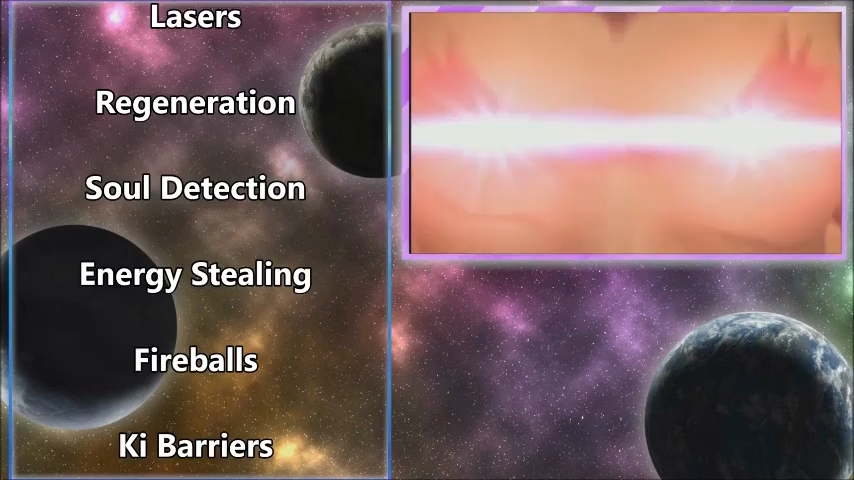 Lasers
Regeneration
Soul Detection
Energy Stealing
Fireballs
Ki Barriers